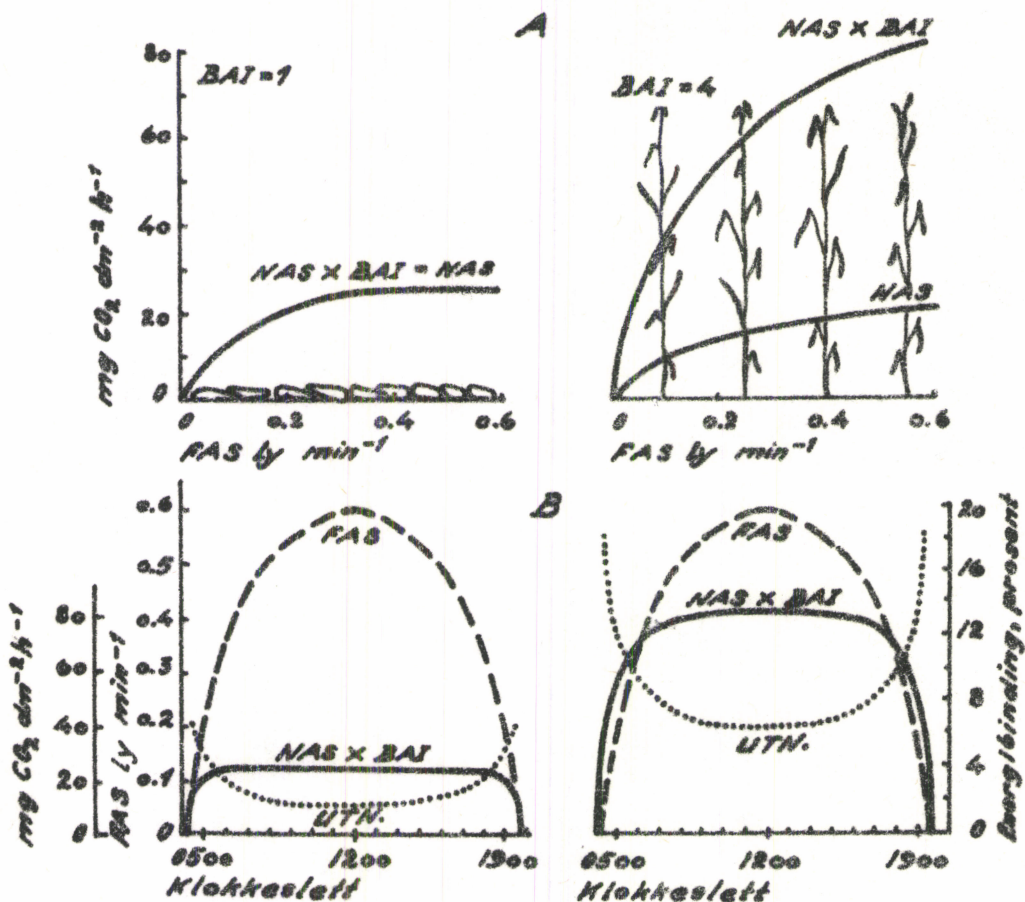 A
80
60
40
20
0
mg CO₂ dm⁻² h⁻¹
BAI=1
NAS × BAI = NAS
0 0.2 0.4 0.6
FAS ly min⁻¹
NAS × BAI
BAI=4
NAS
0 0.2 0.4 0.6
FAS ly min⁻¹
B
80
60
40
20
0
mg CO₂ dm⁻² h⁻¹
0.6
0.5
0.4
0.3
0.2
0.1
0
FAS ly min⁻¹
FAS
NAS × BAI
UTN.
0500 1200 1900
Klokkeslett
FAS
NAS × BAI
UTN.
0500 1200 1900
Klokkeslett
20
16
12
8
4
0
Energibinding, prosent